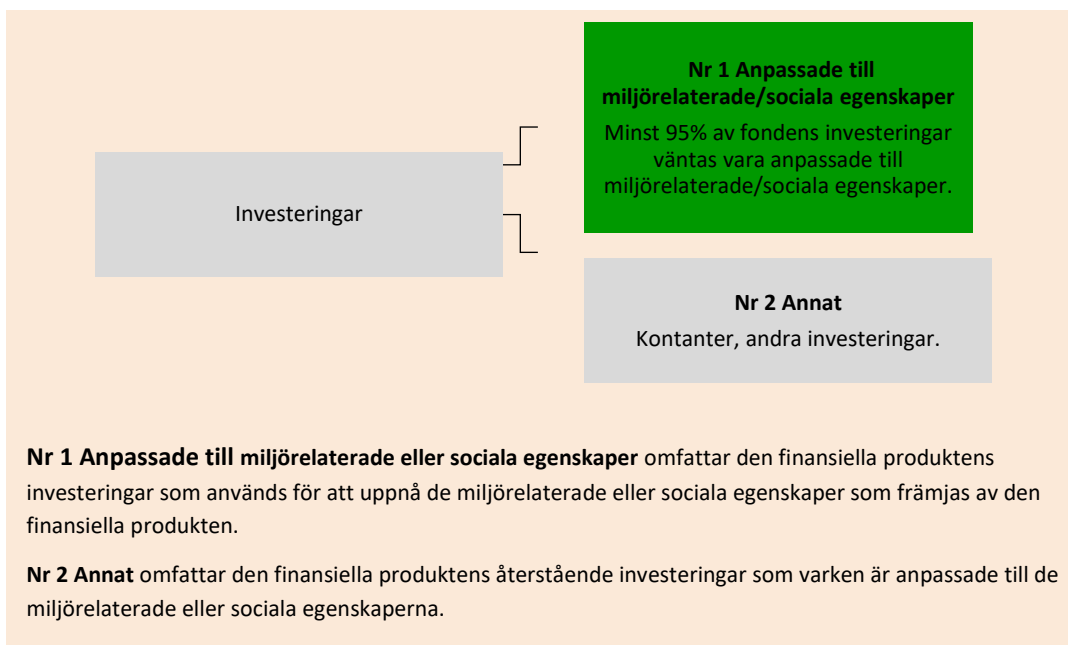 Nr 1 Anpassade till
miljörelaterade/sociala egenskaper
Minst 95% av fondens investeringar
väntas vara anpassade till
miljörelaterade/sociala egenskaper.
Investeringar
Nr 2 Annat
Kontanter, andra investeringar.
Nr 1 Anpassade till miljörelaterade eller sociala egenskaper omfattar den finansiella produktens
investeringar som används för att uppnå de miljörelaterade eller sociala egenskaper som främjas av den
finansiella produkten.
Nr 2 Annat omfattar den finansiella produktens återstående investeringar som varken är anpassade till de
miljörelaterade eller sociala egenskaperna.